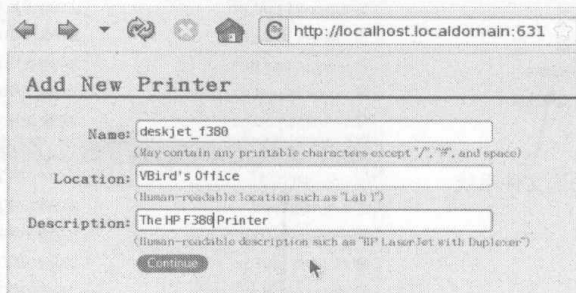 http://localhost.localdomain:631
Add New Printer
Name: deskjet_f380
(May contain any printable characters except "/", "#", and space)
Location: VBird's Office
(Human-readable location such as "Lab 1")
Description: The HP F380 Printer
(Human-readable description such as "HP LaserJet with Duplexer")
Continue